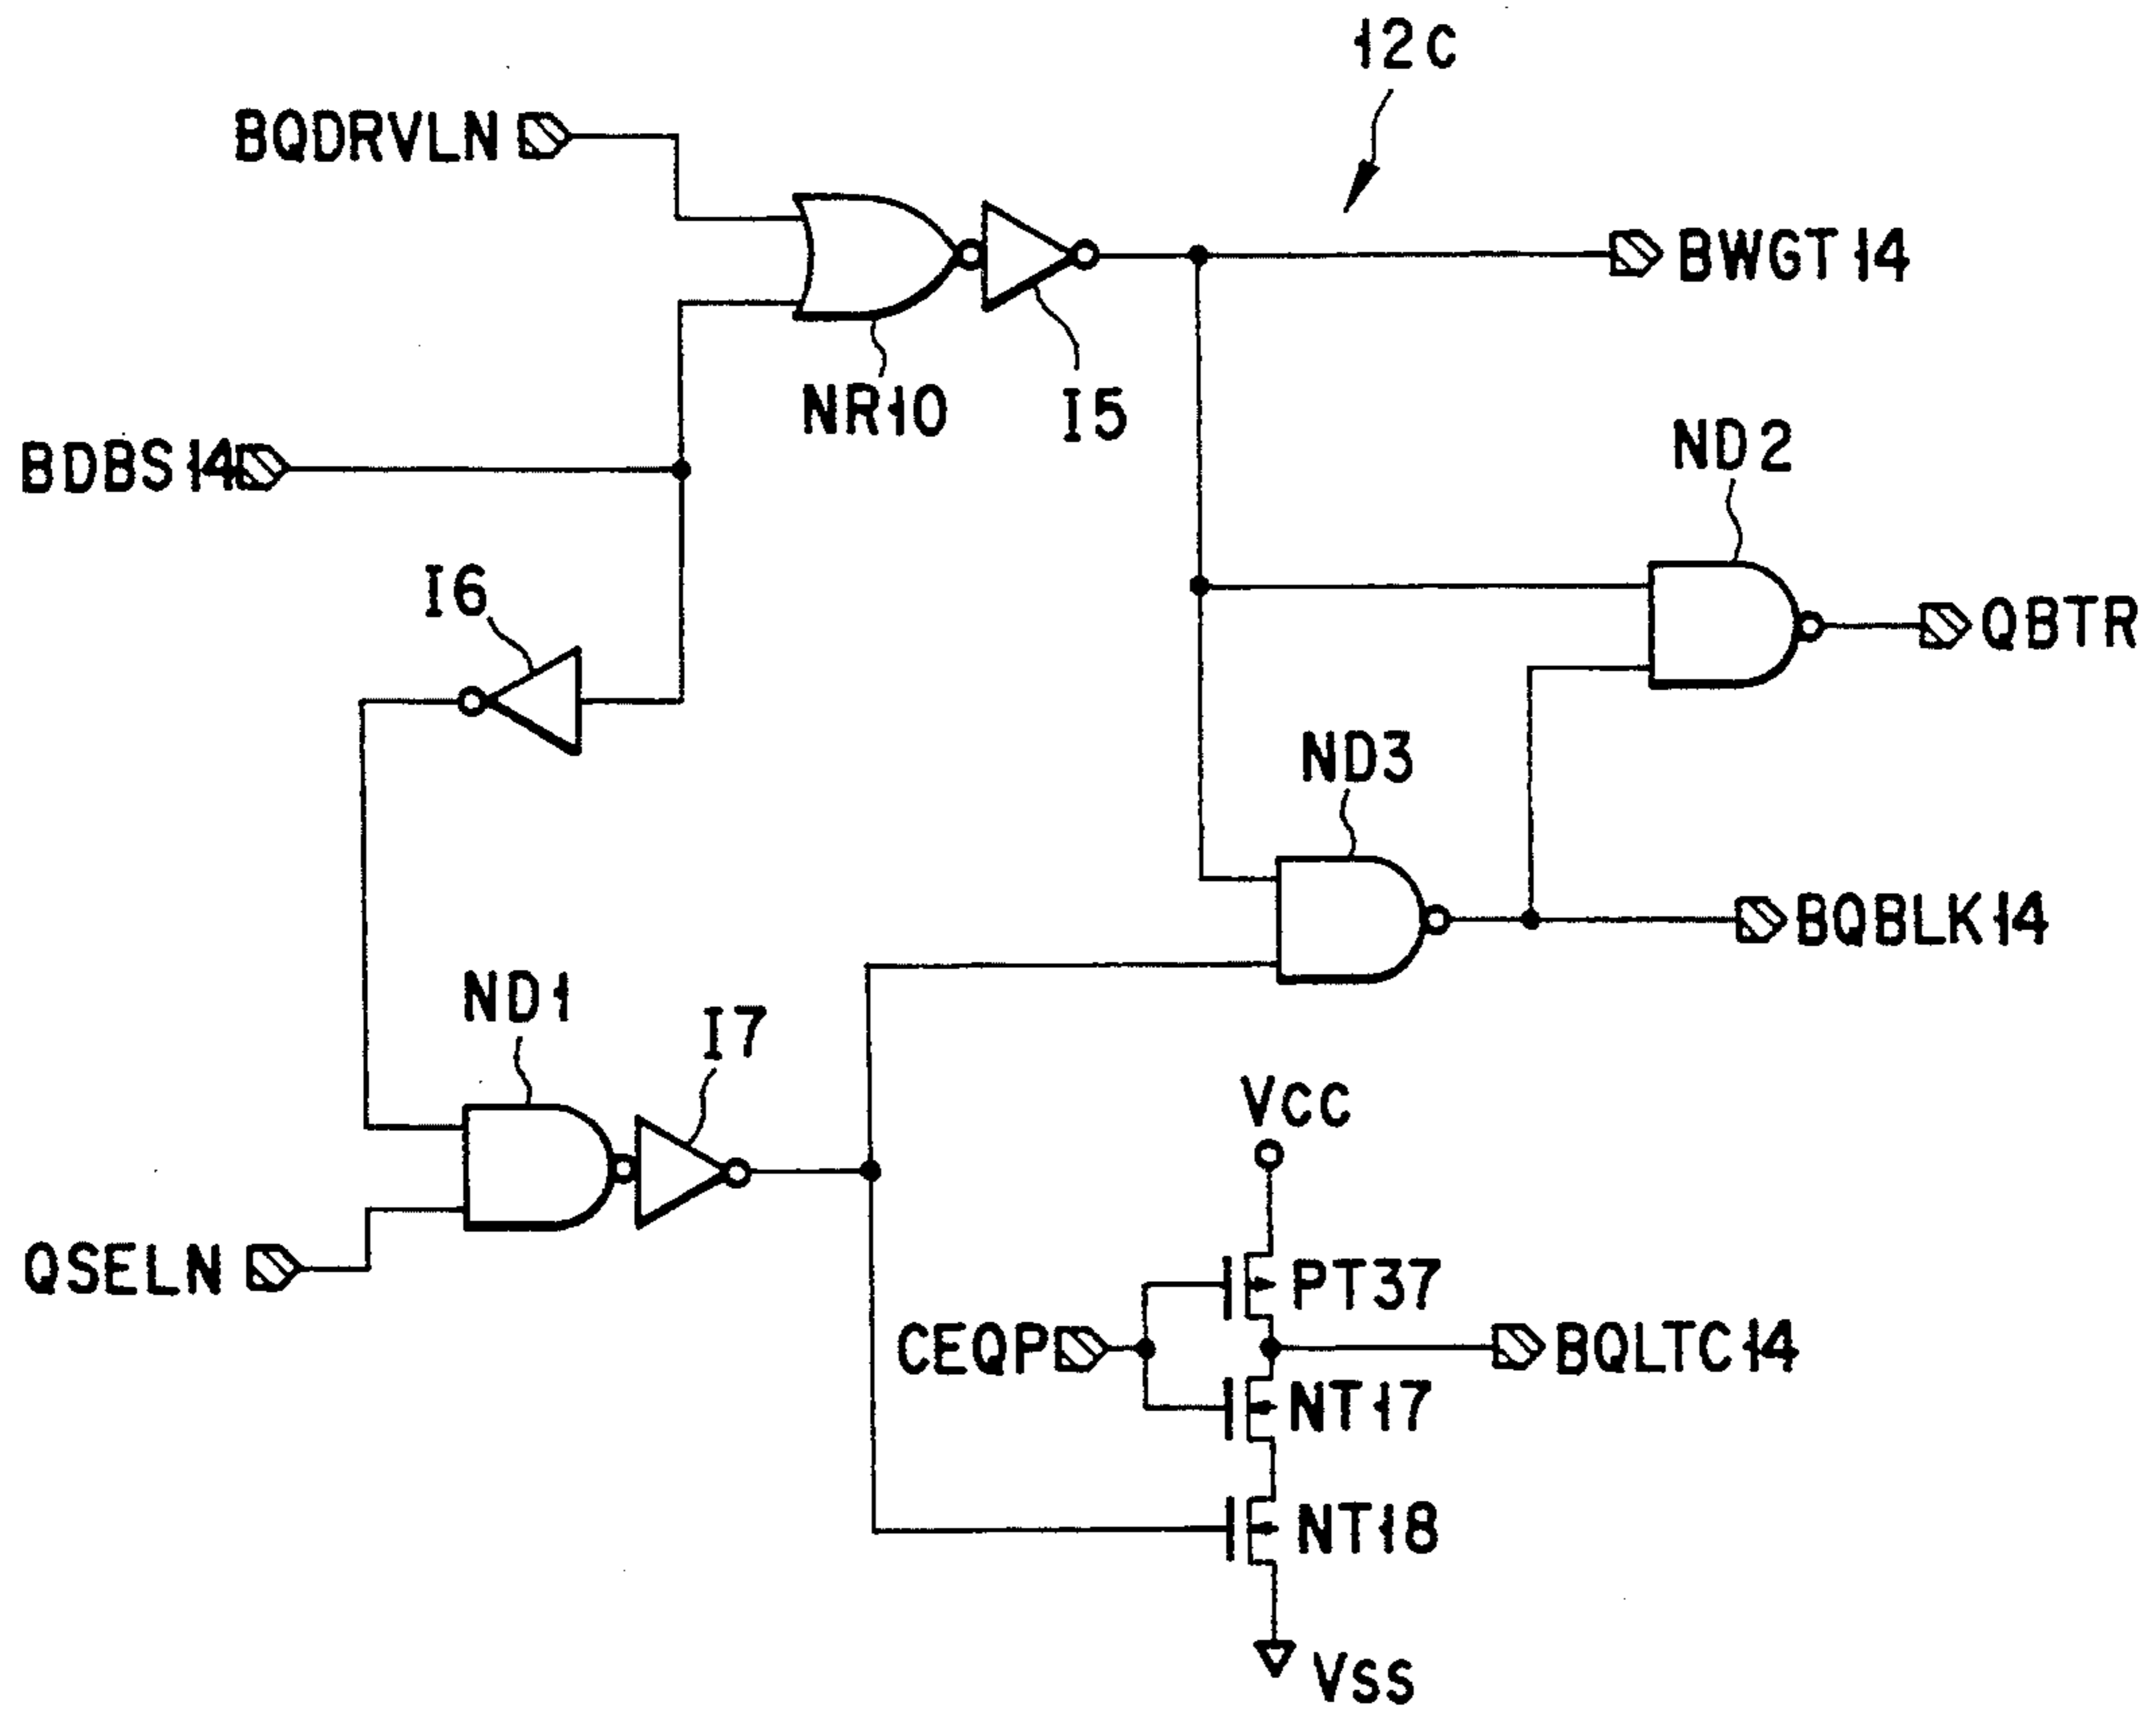 12C
BQDRVLN
BWGT14
NR10
I5
BDBS14
ND2
I6
QBTR
ND3
BQBLK14
ND1
I7
VCC
QSELN
PT37
CEQP
BQLTC14
NT17
NT18
VSS